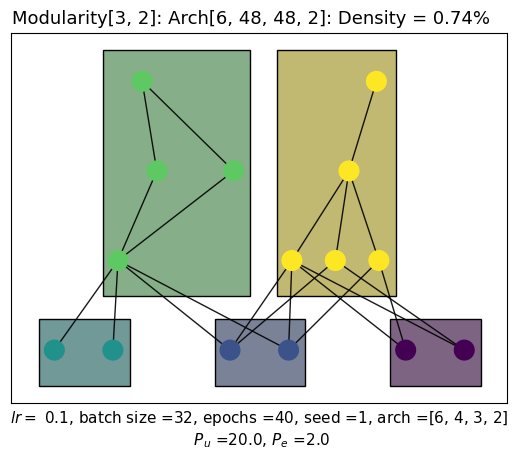 Modularity[3, 2]: Arch[6, 48, 48, 2]: Density = 0.74%
lr = 0.1, batch size =32, epochs =40, seed =1, arch =[6, 4, 3, 2]
P_u =20.0, P_e =2.0